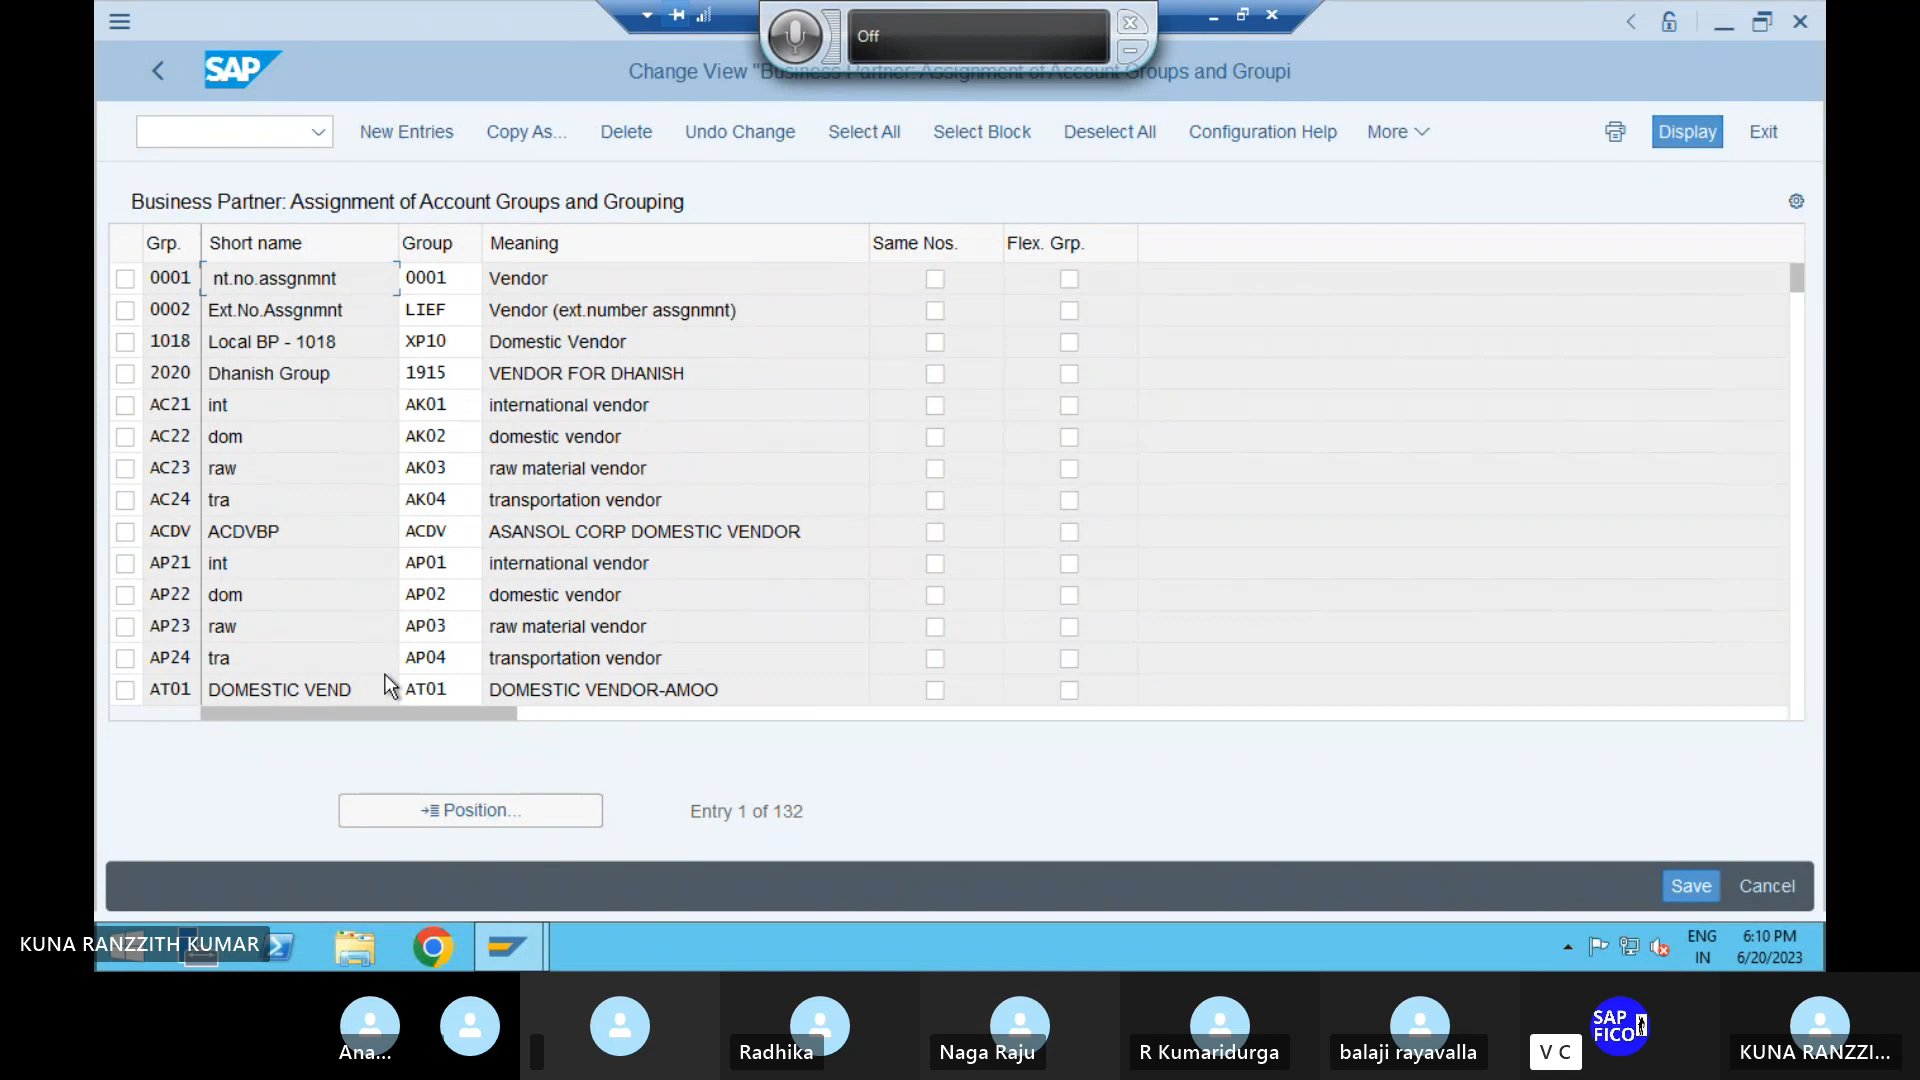 Off
SAP
Change View "Business Partner: Assignment of Account Groups and Groupi
New Entries Copy As... Delete Undo Change Select All Select Block Deselect All Configuration Help More Display Exit
Business Partner: Assignment of Account Groups and Grouping
Grp. Short name Group Meaning Same Nos. Flex. Grp.
0001 nt.no.assgnmnt 0001 Vendor
0002 Ext.No.Assgnmnt LIEF Vendor (ext.number assgnmnt)
1018 Local BP - 1018 XP10 Domestic Vendor
2020 Dhanish Group 1915 VENDOR FOR DHANISH
AC21 int AK01 international vendor
AC22 dom AK02 domestic vendor
AC23 raw AK03 raw material vendor
AC24 tra AK04 transportation vendor
ACDV ACDVBP ACDV ASANSOL CORP DOMESTIC VENDOR
AP21 int AP01 international vendor
AP22 dom AP02 domestic vendor
AP23 raw AP03 raw material vendor
AP24 tra AP04 transportation vendor
AT01 DOMESTIC VEND AT01 DOMESTIC VENDOR-AMOO
Position... Entry 1 of 132
Save Cancel
KUNA RANZZITH KUMAR
ENG 6:10 PM
IN 6/20/2023
SAP
FICO
Ana... Radhika Naga Raju R Kumaridurga balaji rayavalla V C KUNA RANZZI...